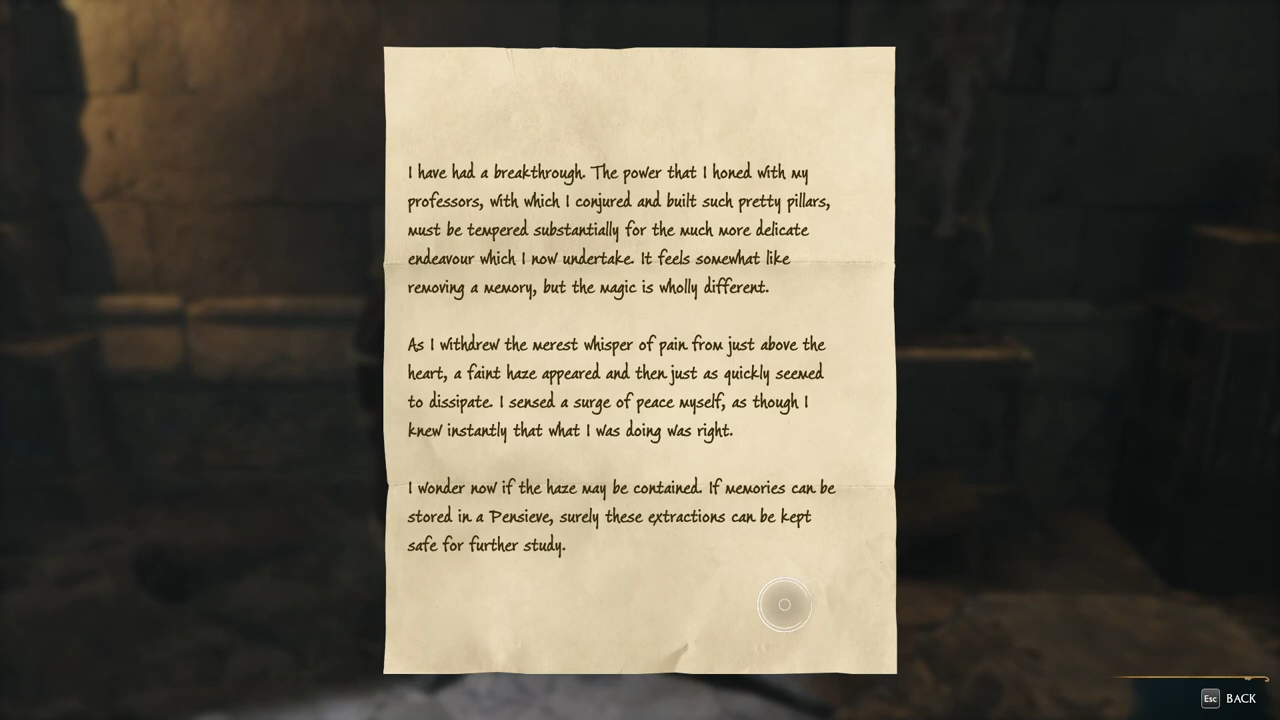 I have had a breakthrough. The power that I honed with my
professors, with which I conjured and built such pretty pillars,
must be tempered substantially for the much more delicate
endeavour which I now undertake. It feels somewhat like
removing a memory, but the magic is wholly different.
As I withdrew the merest whisper of pain from just above the
heart, a faint haze appeared and then just as quickly seemed
to dissipate. I sensed a surge of peace myself, as though I
knew instantly that what I was doing was right.
I wonder now if the haze may be contained. If memories can be
stored in a Pensieve, surely these extractions can be kept
safe for further study.
Esc BACK